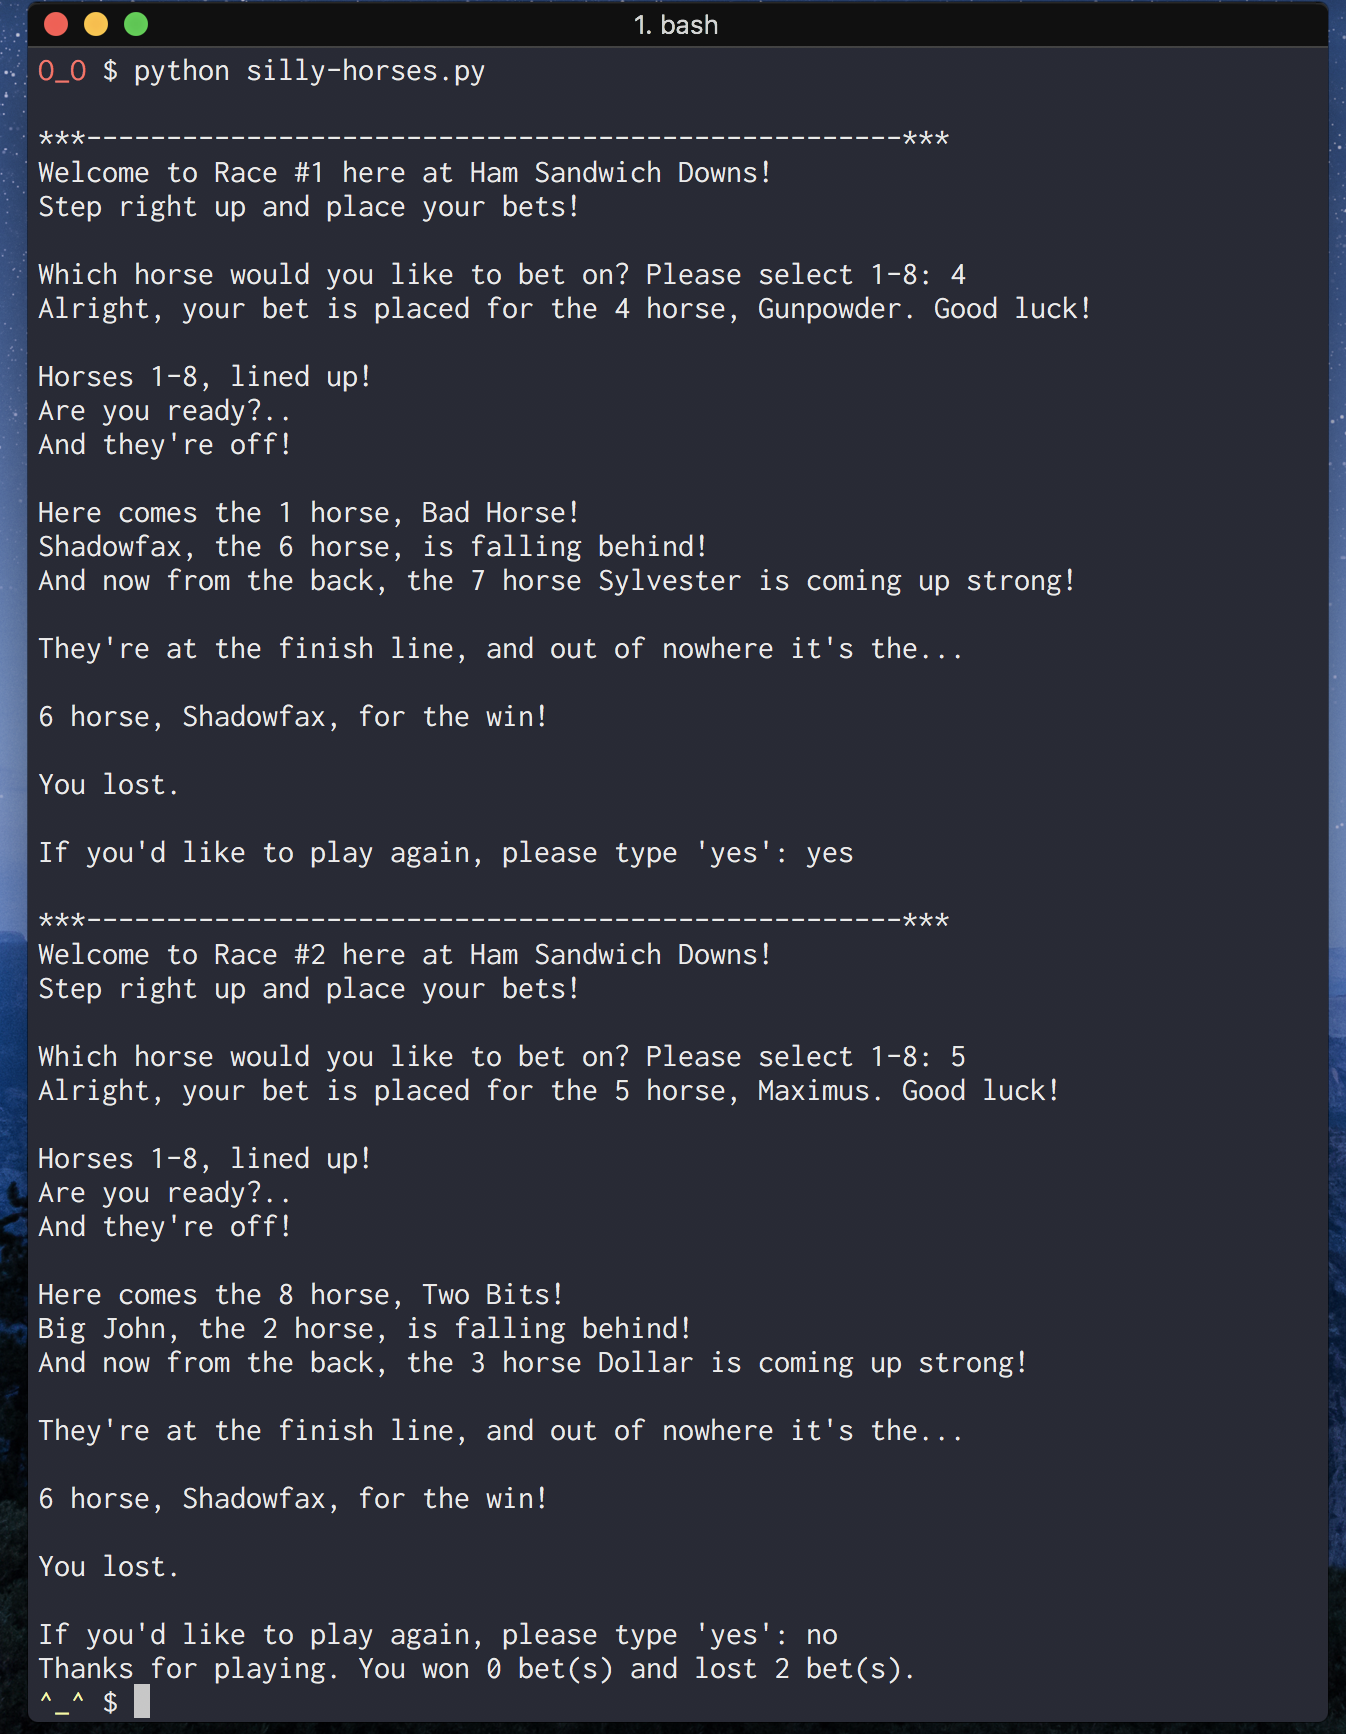 1. bash
O_O $ python silly-horses.py
***---------------------------------------------------***
Welcome to Race #1 here at Ham Sandwich Downs!
Step right up and place your bets!
Which horse would you like to bet on? Please select 1-8: 4
Alright, your bet is placed for the 4 horse, Gunpowder. Good luck!
Horses 1-8, lined up!
Are you ready?..
And they're off!
Here comes the 1 horse, Bad Horse!
Shadowfax, the 6 horse, is falling behind!
And now from the back, the 7 horse Sylvester is coming up strong!
They're at the finish line, and out of nowhere it's the...
6 horse, Shadowfax, for the win!
You lost.
If you'd like to play again, please type 'yes': yes
***---------------------------------------------------***
Welcome to Race #2 here at Ham Sandwich Downs!
Step right up and place your bets!
Which horse would you like to bet on? Please select 1-8: 5
Alright, your bet is placed for the 5 horse, Maximus. Good luck!
Horses 1-8, lined up!
Are you ready?..
And they're off!
Here comes the 8 horse, Two Bits!
Big John, the 2 horse, is falling behind!
And now from the back, the 3 horse Dollar is coming up strong!
They're at the finish line, and out of nowhere it's the...
6 horse, Shadowfax, for the win!
You lost.
If you'd like to play again, please type 'yes': no
Thanks for playing. You won 0 bet(s) and lost 2 bet(s).
^_^ $